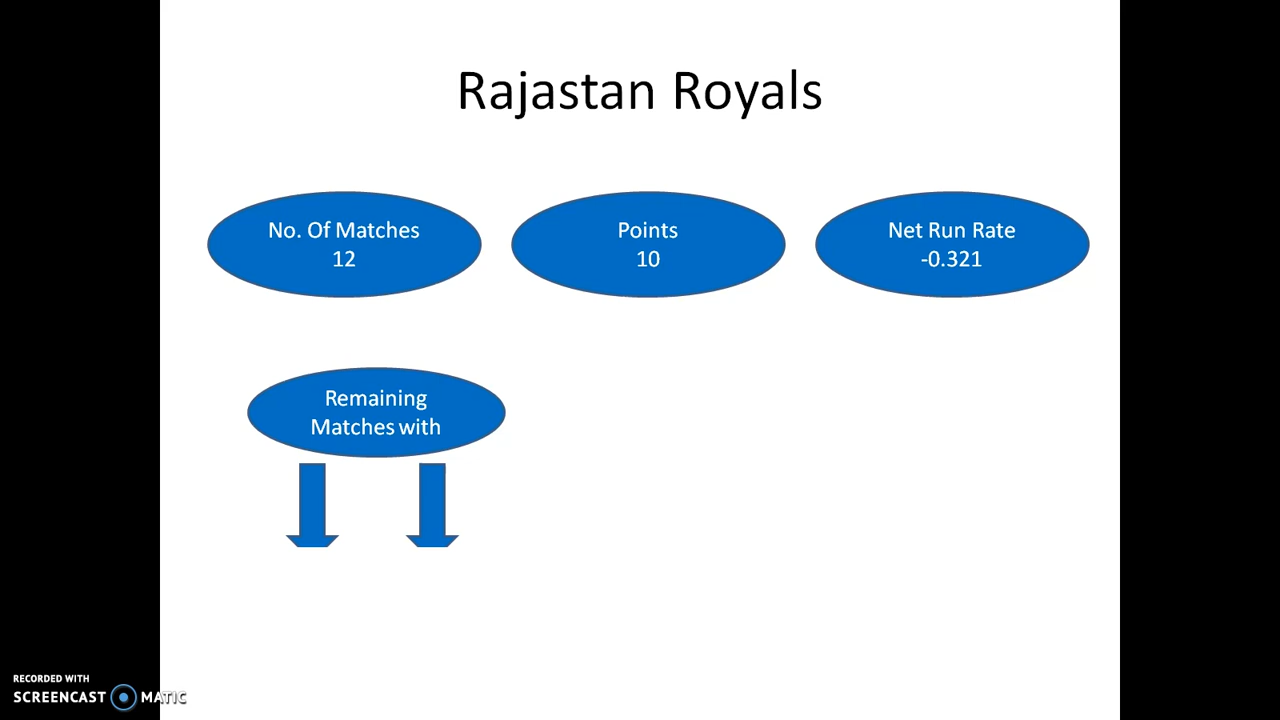 Rajastan Royals
No. Of Matches
12
Points
10
Net Run Rate
-0.321
Remaining
Matches with
RECORDED WITH
SCREENCAST MATIC